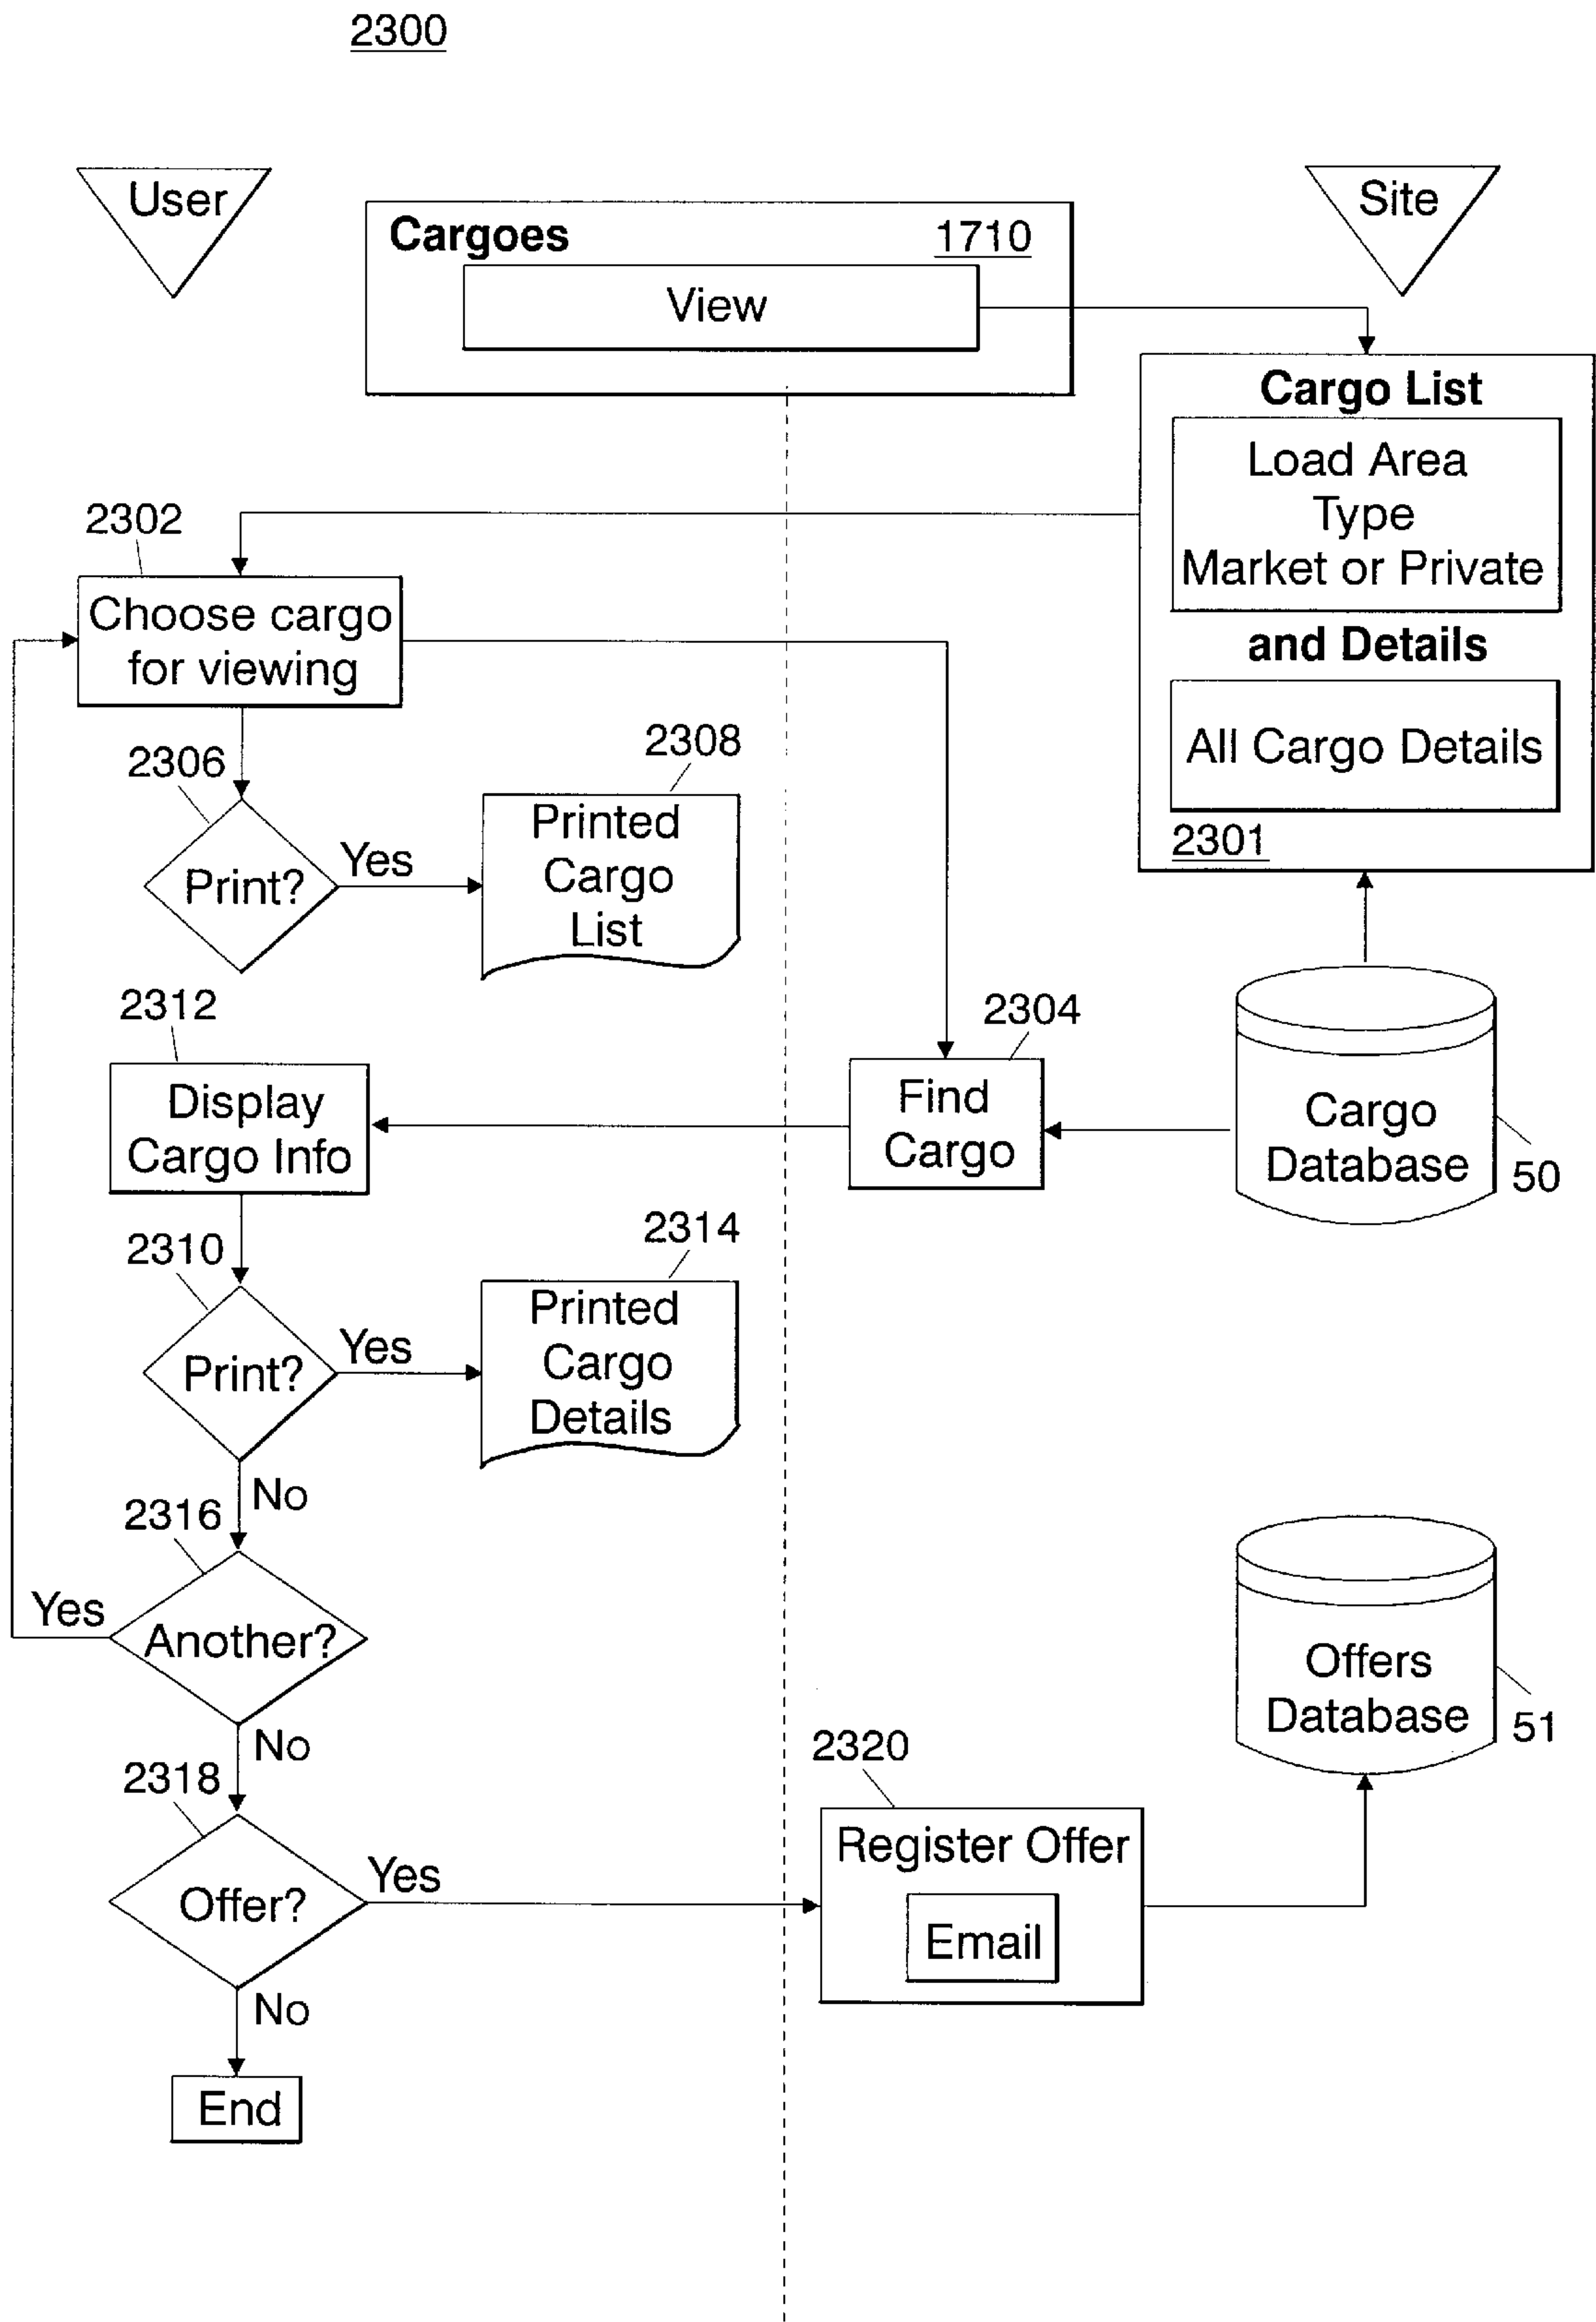 2300
User
Site
Cargoes
1710
View
Cargo List
Load Area
Type
Market or Private
and Details
All Cargo Details
2301
2302
Choose cargo
for viewing
2306
Print?
Yes
2308
Printed
Cargo
List
2312
Display
Cargo Info
2304
Find
Cargo
Cargo
Database
50
2310
Print?
Yes
2314
Printed
Cargo
Details
No
2316
Yes
Another?
No
Offers
Database
51
2318
Offer?
Yes
2320
Register Offer
Email
No
End